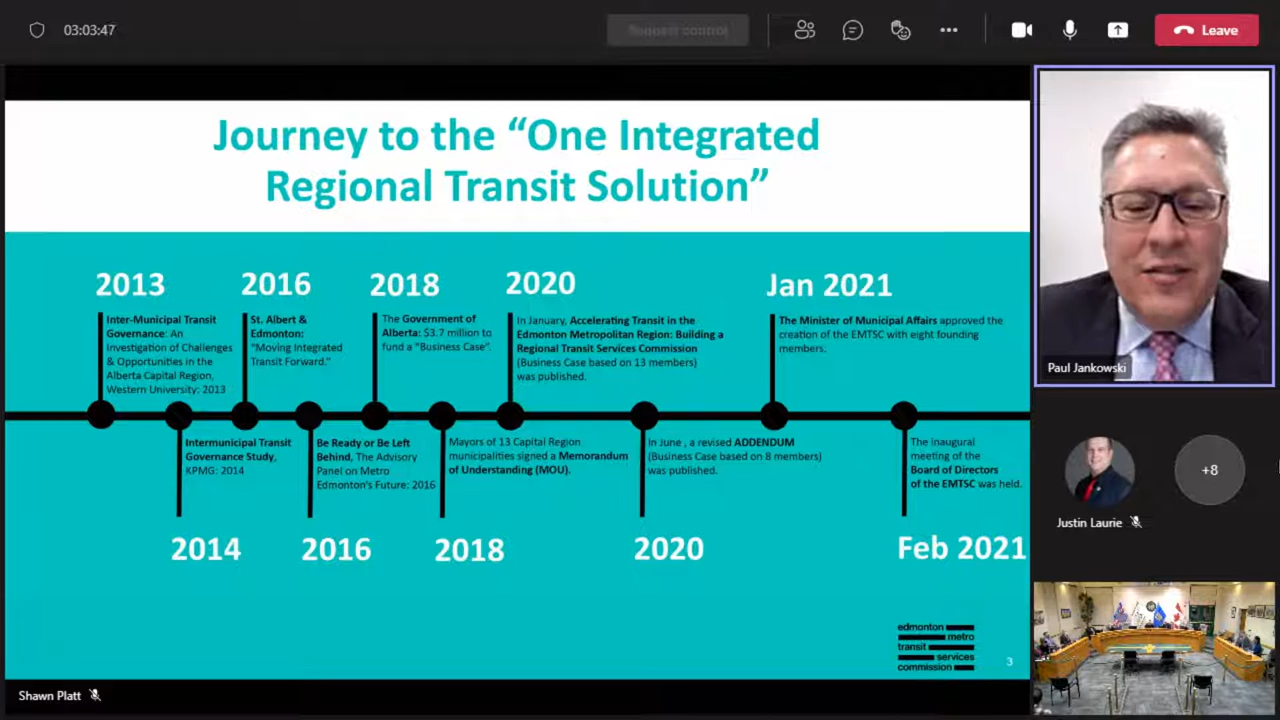 03:03:47
Request control
Leave
Journey to the “One Integrated
Regional Transit Solution”
2013
Inter-Municipal Transit
Governance: An
Investigation of Challenges
& Opportunities in the
Alberta Capital Region,
Western University: 2013
2016
St. Albert &
Edmonton:
“Moving Integrated
Transit Forward.”
2018
The Government of
Alberta: $3.7 million to
fund a “Business Case”.
2020
In January, Accelerating Transit in the
Edmonton Metropolitan Region: Building a
Regional Transit Services Commission
(Business Case based on 13 members)
was published.
Jan 2021
The Minister of Municipal Affairs approved the
creation of the EMTSC with eight founding
members.
Intermunicipal Transit
Governance Study,
KPMG: 2014
2014
Be Ready or Be Left
Behind, The Advisory
Panel on Metro
Edmonton’s Future: 2016
2016
Mayors of 13 Capital Region
municipalities signed a Memorandum
of Understanding (MOU).
2018
In June , a revised ADDENDUM
(Business Case based on 8 members)
was published.
2020
The inaugural
meeting of the
Board of Directors
of the EMTSC was held.
Feb 2021
edmonton
metro
transit
services
commission
3
Shawn Platt
Paul Jankowski
+8
Justin Laurie